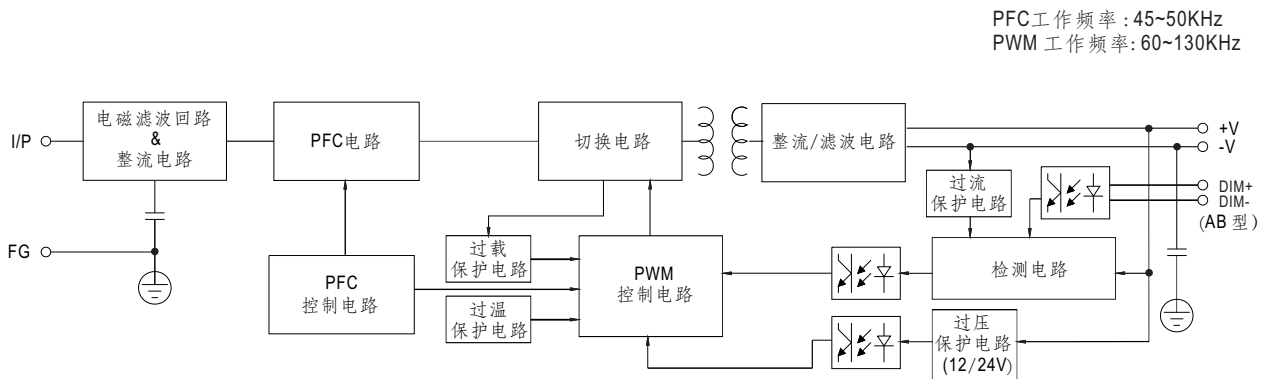 PFC工作频率:45~50KHz
PWM 工作频率:60~130KHz
I/P
电磁滤波回路
&
整流电路
PFC电路
切换电路
整流/滤波电路
+V
-V
过流
保护电路
DIM+
DIM-
(AB 型)
FG
过载
保护电路
PFC
控制电路
PWM
控制电路
检测电路
过温
保护电路
过压
保护电路
(12/24V)